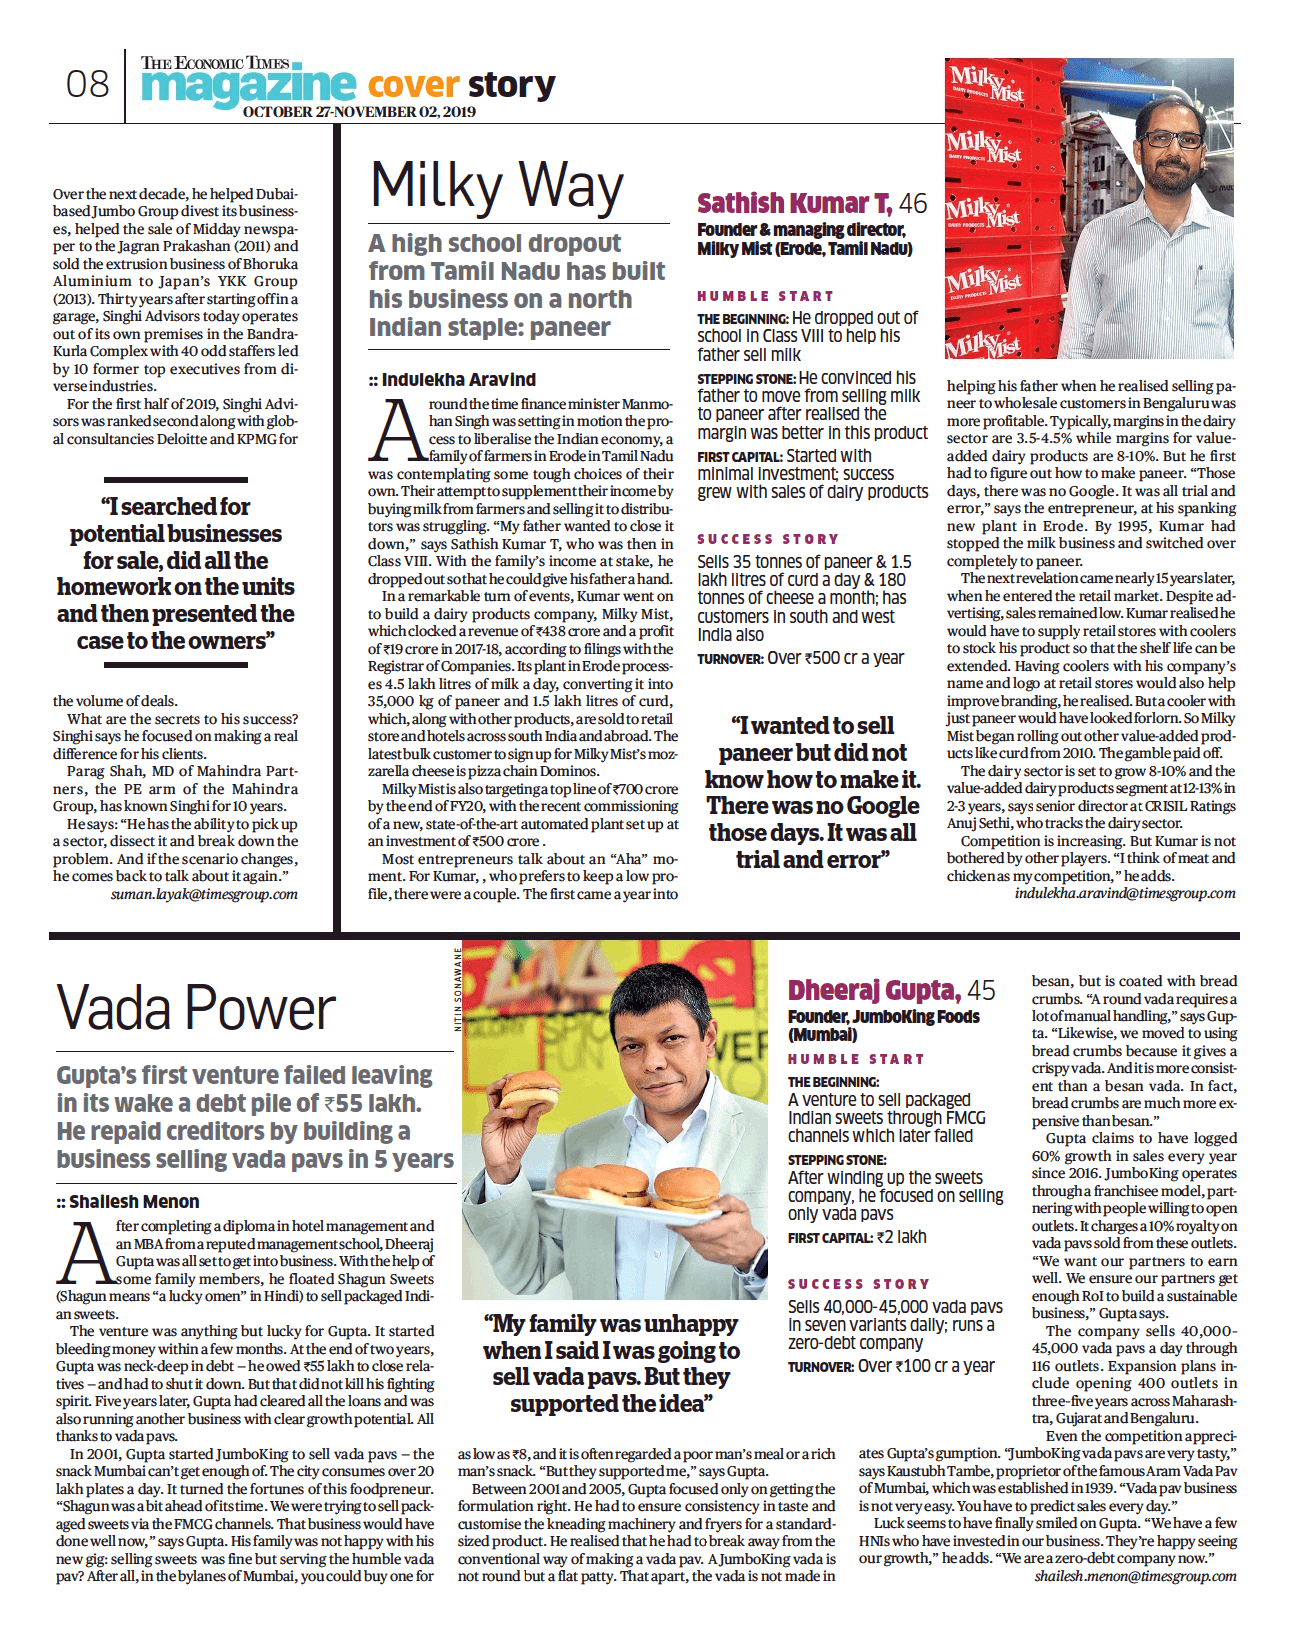 08
THE ECONOMIC TIMES
magazine cover story
OCTOBER 27-NOVEMBER 02, 2019
Over the next decade, he helped Dubai-
based Jumbo Group divest its business-
es, helped the sale of Midday newspa-
per to the Jagran Prakashan (2011) and
sold the extrusion business of Bhoruka
Aluminium to Japan's YKK Group
(2013). Thirty years after starting off in a
garage, Singhi Advisors today operates
out of its own premises in the Bandra-
Kurla Complex with 40 odd staffers led
by 10 former top executives from di-
verse industries.
For the first half of 2019, Singhi Advi-
sors was ranked second along with glob-
al consultancies Deloitte and KPMG for
“I searched for
potential businesses
for sale, did all the
homework on the units
and then presented the
case to the owners”
the volume of deals.
What are the secrets to his success?
Singhi says he focused on making a real
difference for his clients.
Parag Shah, MD of Mahindra Part-
ners, the PE arm of the Mahindra
Group, has known Singhi for 10 years.
He says: “He has the ability to pick up
a sector, dissect it and break down the
problem. And if the scenario changes,
he comes back to talk about it again.”
suman.layak@timesgroup.com
Milky Way
A high school dropout
from Tamil Nadu has built
his business on a north
Indian staple: paneer
:: Indulekha Aravind
Around the time finance minister Manmo-
han Singh was setting in motion the pro-
cess to liberalise the Indian economy, a
family of farmers in Erode in Tamil Nadu
was contemplating some tough choices of their
own. Their attempt to supplement their income by
buying milk from farmers and selling it to distribu-
tors was struggling. “My father wanted to close it
down,” says Sathish Kumar T, who was then in
Class VIII. With the family's income at stake, he
dropped out so that he could give his father a hand.
In a remarkable turn of events, Kumar went on
to build a dairy products company, Milky Mist,
which clocked a revenue of ₹438 crore and a profit
of ₹19 crore in 2017-18, according to filings with the
Registrar of Companies. Its plant in Erode process-
es 4.5 lakh litres of milk a day, converting it into
35,000 kg of paneer and 1.5 lakh litres of curd,
which, along with other products, are sold to retail
store and hotels across south India and abroad. The
latest bulk customer to sign up for Milky Mist's moz-
zarella cheese is pizza chain Dominos.
Milky Mist is also targeting a top line of ₹700 crore
by the end of FY20, with the recent commissioning
of a new, state-of-the-art automated plant set up at
an investment of ₹500 crore .
Most entrepreneurs talk about an “Aha” mo-
ment. For Kumar, , who prefers to keep a low pro-
file, there were a couple. The first came a year into
Sathish Kumar T, 46
Founder & managing director,
Milky Mist (Erode, Tamil Nadu)
HUMBLE START
THE BEGINNING: He dropped out of
school in Class VIII to help his
father sell milk
STEPPING STONE: He convinced his
father to move from selling milk
to paneer after realised the
margin was better in this product
FIRST CAPITAL: Started with
minimal investment; success
grew with sales of dairy products
SUCCESS STORY
Sells 35 tonnes of paneer & 1.5
lakh litres of curd a day & 180
tonnes of cheese a month; has
customers in south and west
India also
TURNOVER: Over ₹500 cr a year
“I wanted to sell
paneer but did not
know how to make it.
There was no Google
those days. It was all
trial and error”
Milky Mist
DAIRY PRODUCTS
Milky Mist
DAIRY PRODUCTS
Milky Mist
DAIRY PRODUCTS
Milky Mist
DAIRY PRODUCTS
Milky Mist
helping his father when he realised selling pa-
neer to wholesale customers in Bengaluru was
more profitable. Typically, margins in the dairy
sector are 3.5-4.5% while margins for value-
added dairy products are 8-10%. But he first
had to figure out how to make paneer. “Those
days, there was no Google. It was all trial and
error,” says the entrepreneur, at his spanking
new plant in Erode. By 1995, Kumar had
stopped the milk business and switched over
completely to paneer.
The next revelation came nearly 15 years later,
when he entered the retail market. Despite ad-
vertising, sales remained low. Kumar realised he
would have to supply retail stores with coolers
to stock his product so that the shelf life can be
extended. Having coolers with his company's
name and logo at retail stores would also help
improve branding, he realised. But a cooler with
just paneer would have looked forlorn. So Milky
Mist began rolling out other value-added prod-
ucts like curd from 2010. The gamble paid off.
The dairy sector is set to grow 8-10% and the
value-added dairy products segment at 12-13% in
2-3 years, says senior director at CRISIL Ratings
Anuj Sethi, who tracks the dairy sector.
Competition is increasing. But Kumar is not
bothered by other players. “I think of meat and
chicken as my competition,” he adds.
indulekha.aravind@timesgroup.com
Vada Power
Gupta's first venture failed leaving
in its wake a debt pile of ₹55 lakh.
He repaid creditors by building a
business selling vada pavs in 5 years
:: Shailesh Menon
After completing a diploma in hotel management and
an MBA from a reputed management school, Dheeraj
Gupta was all set to get into business. With the help of
some family members, he floated Shagun Sweets
(Shagun means “a lucky omen” in Hindi) to sell packaged Indi-
an sweets.
The venture was anything but lucky for Gupta. It started
bleeding money within a few months. At the end of two years,
Gupta was neck-deep in debt – he owed ₹55 lakh to close rela-
tives – and had to shut it down. But that did not kill his fighting
spirit. Five years later, Gupta had cleared all the loans and was
also running another business with clear growth potential. All
thanks to vada pavs.
In 2001, Gupta started JumboKing to sell vada pavs – the
snack Mumbai can't get enough of. The city consumes over 20
lakh plates a day. It turned the fortunes of this foodpreneur.
“Shagun was a bit ahead of its time. We were trying to sell pack-
aged sweets via the FMCG channels. That business would have
done well now,” says Gupta. His family was not happy with his
new gig: selling sweets was fine but serving the humble vada
pav? After all, in the bylanes of Mumbai, you could buy one for
NITIN SONAWANE
“My family was unhappy
when I said I was going to
sell vada pavs. But they
supported the idea”
as low as ₹8, and it is often regarded a poor man's meal or a rich
man's snack. “But they supported me,” says Gupta.
Between 2001 and 2005, Gupta focused only on getting the
formulation right. He had to ensure consistency in taste and
customise the kneading machinery and fryers for a standard-
sized product. He realised that he had to break away from the
conventional way of making a vada pav. A JumboKing vada is
not round but a flat patty. That apart, the vada is not made in
Dheeraj Gupta, 45
Founder, JumboKing Foods
(Mumbai)
HUMBLE START
THE BEGINNING:
A venture to sell packaged
Indian sweets through FMCG
channels which later failed
STEPPING STONE:
After winding up the sweets
company, he focused on selling
only vada pavs
FIRST CAPITAL: ₹2 lakh
SUCCESS STORY
Sells 40,000-45,000 vada pavs
in seven variants daily; runs a
zero-debt company
TURNOVER: Over ₹100 cr a year
besan, but is coated with bread
crumbs. “A round vada requires a
lot of manual handling,” says Gup-
ta. “Likewise, we moved to using
bread crumbs because it gives a
crispy vada. And it is more consist-
ent than a besan vada. In fact,
bread crumbs are much more ex-
pensive than besan.”
Gupta claims to have logged
60% growth in sales every year
since 2016. JumboKing operates
through a franchisee model, part-
nering with people willing to open
outlets. It charges a 10% royalty on
vada pavs sold from these outlets.
“We want our partners to earn
well. We ensure our partners get
enough RoI to build a sustainable
business,” Gupta says.
The company sells 40,000-
45,000 vada pavs a day through
116 outlets. Expansion plans in-
clude opening 400 outlets in
three-five years across Maharash-
tra, Gujarat and Bengaluru.
Even the competition appreci-
ates Gupta's gumption. “JumboKing vada pavs are very tasty,”
says Kaustubh Tambe, proprietor of the famous Aram Vada Pav
of Mumbai, which was established in 1939. “Vada pav business
is not very easy. You have to predict sales every day.”
Luck seems to have finally smiled on Gupta. “We have a few
HNIs who have invested in our business. They're happy seeing
our growth,” he adds. “We are a zero-debt company now.”
shailesh.menon@timesgroup.com